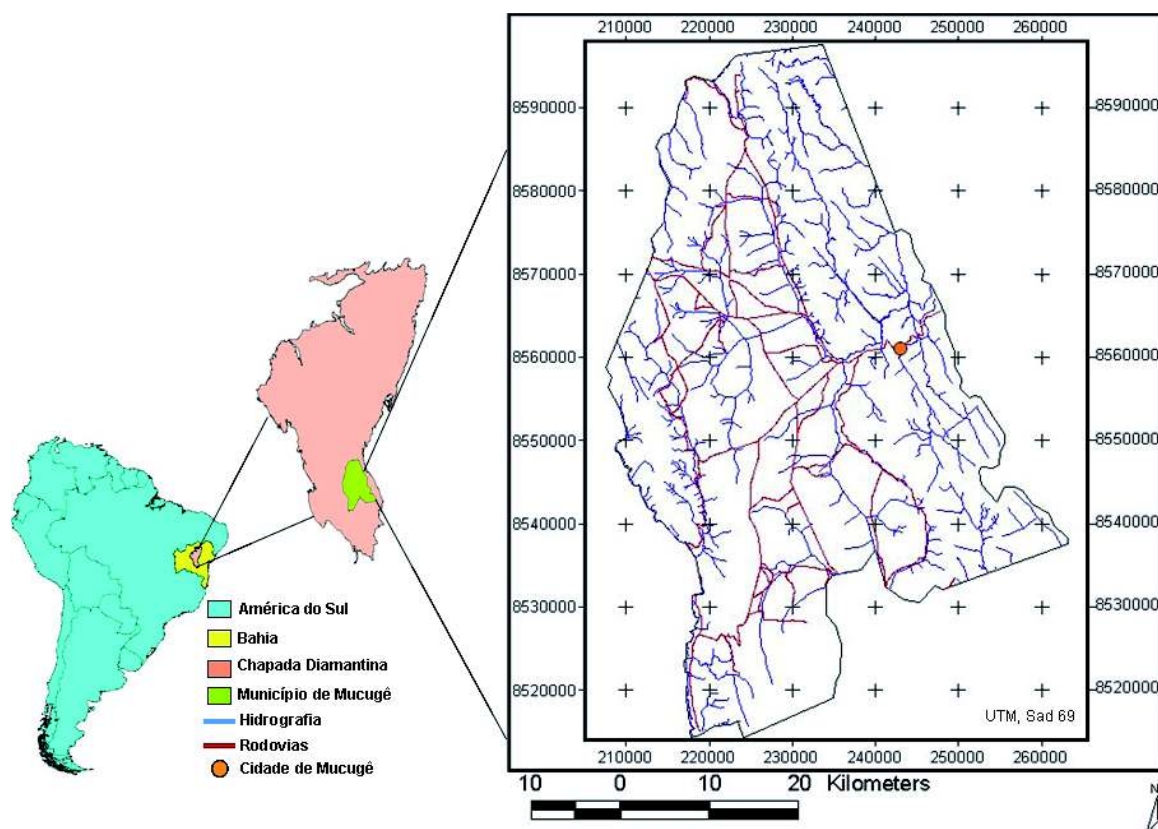 210000 220000 230000 240000 250000 260000
8590000 8590000
8580000 8580000
8570000 8570000
8560000 8560000
8550000 8550000
8540000 8540000
8530000 8530000
8520000 8520000
UTM, Sad 69
210000 220000 230000 240000 250000 260000
América do Sul
Bahia
Chapada Diamantina
Município de Mucugê
Hidrografia
Rodovias
Cidade de Mucugê
10 0 10 20 Kilometers
N